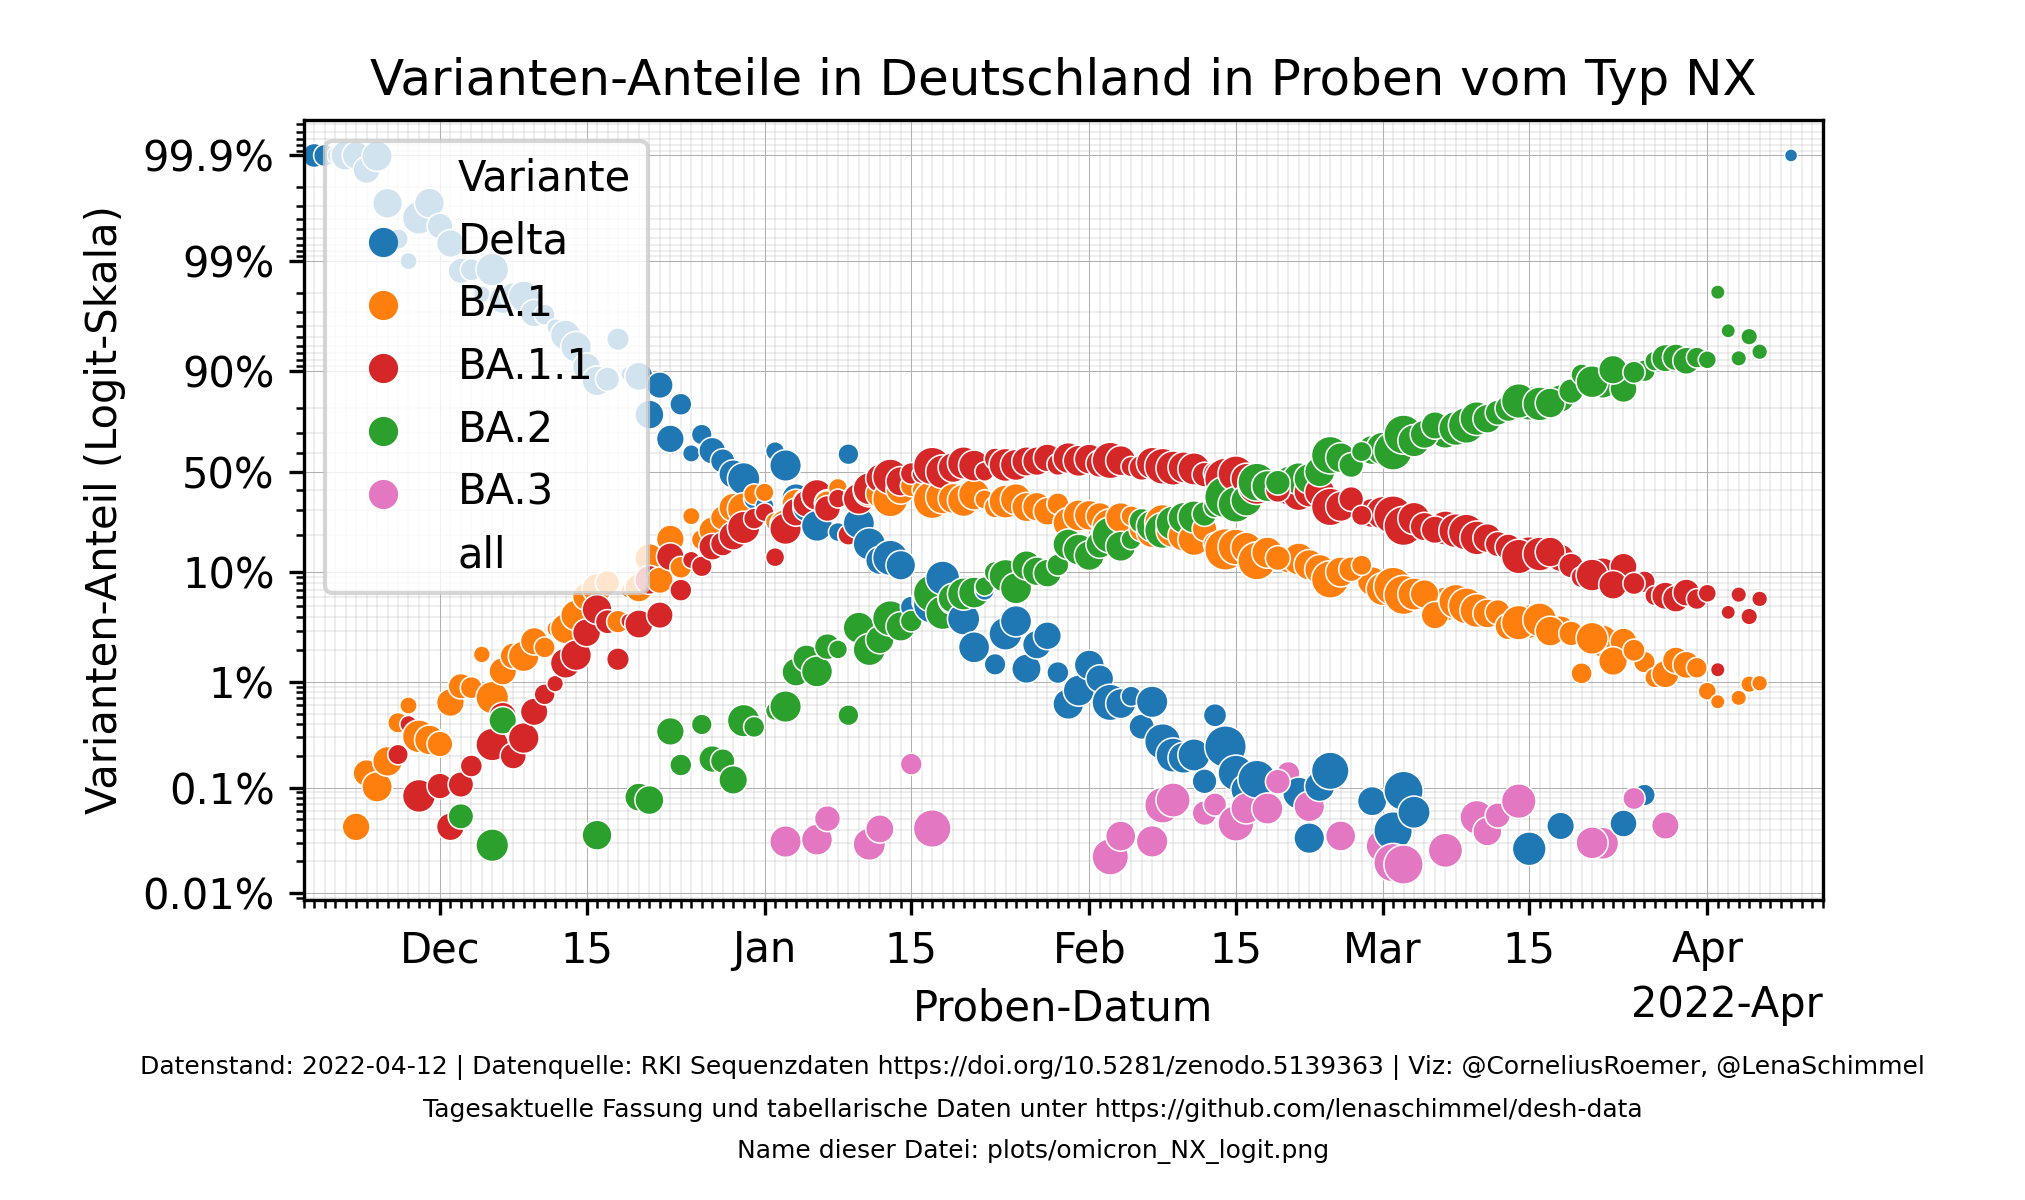 Varianten-Anteile in Deutschland in Proben vom Typ NX
Varianten-Anteil (Logit-Skala)
99.9%
99%
90%
50%
10%
1%
0.1%
0.01%
Variante
Delta
BA.1
BA.1.1
BA.2
BA.3
all
Dec 15 Jan 15 Feb 15 Mar 15 Apr
2022-Apr
Proben-Datum
Datenstand: 2022-04-12 | Datenquelle: RKI Sequenzdaten https://doi.org/10.5281/zenodo.5139363 | Viz: @CorneliusRoemer, @LenaSchimmel
Tagesaktuelle Fassung und tabellarische Daten unter https://github.com/lenaschimmel/desh-data
Name dieser Datei: plots/omicron_NX_logit.png